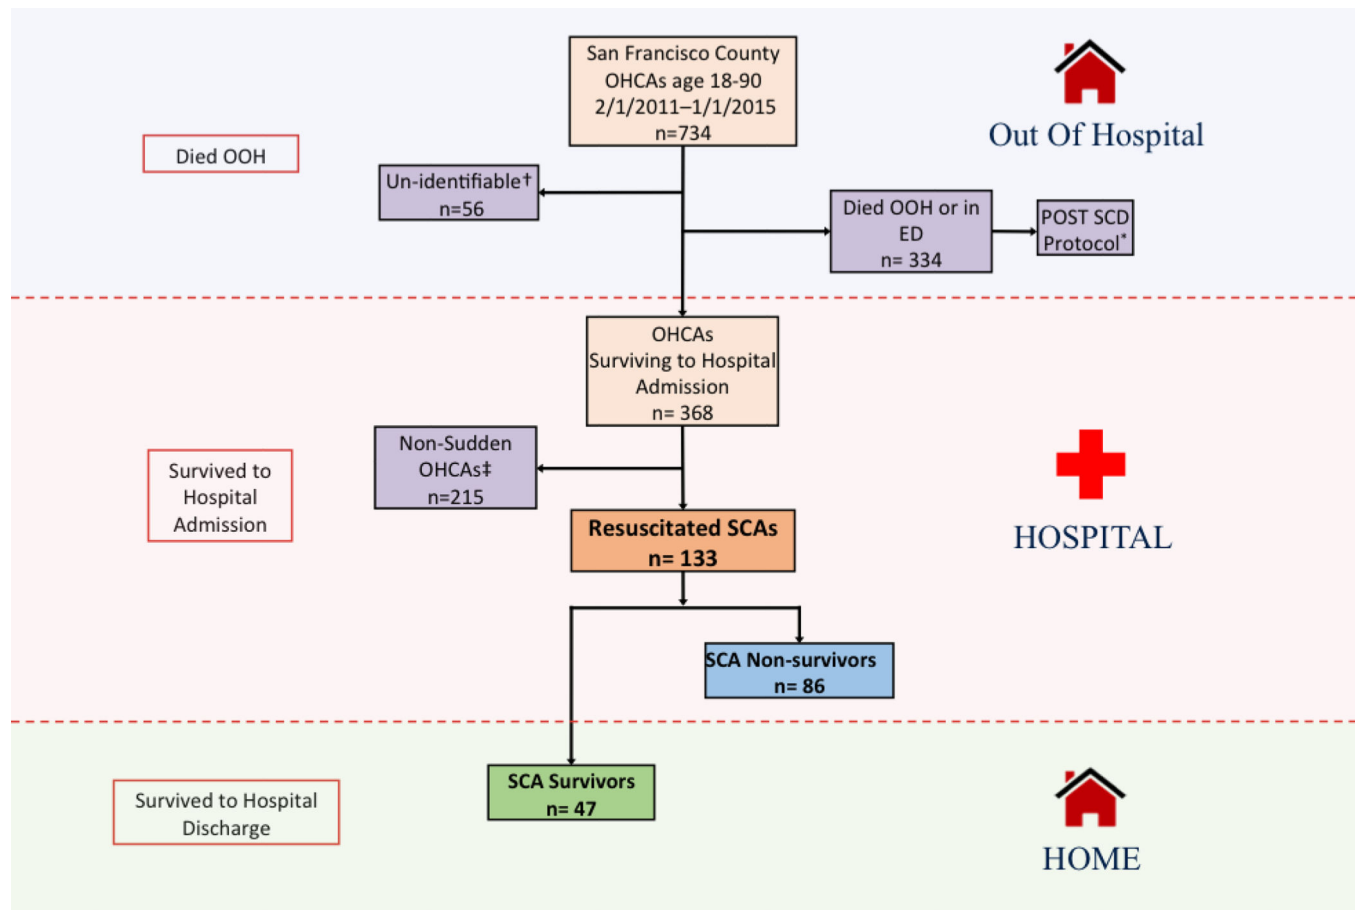 San Francisco County
OHCAs age 18-90
2/1/2011–1/1/2015
n=734
Out Of Hospital
Died OOH
Un-identifiable†
n=56
Died OOH or in
ED
n= 334
POST SCD
Protocol*
OHCAs
Surviving to Hospital
Admission
n= 368
Non-Sudden
OHCAs‡
n=215
Survived to
Hospital
Admission
Resuscitated SCAs
n= 133
HOSPITAL
SCA Non-survivors
n= 86
SCA Survivors
n= 47
Survived to Hospital
Discharge
HOME